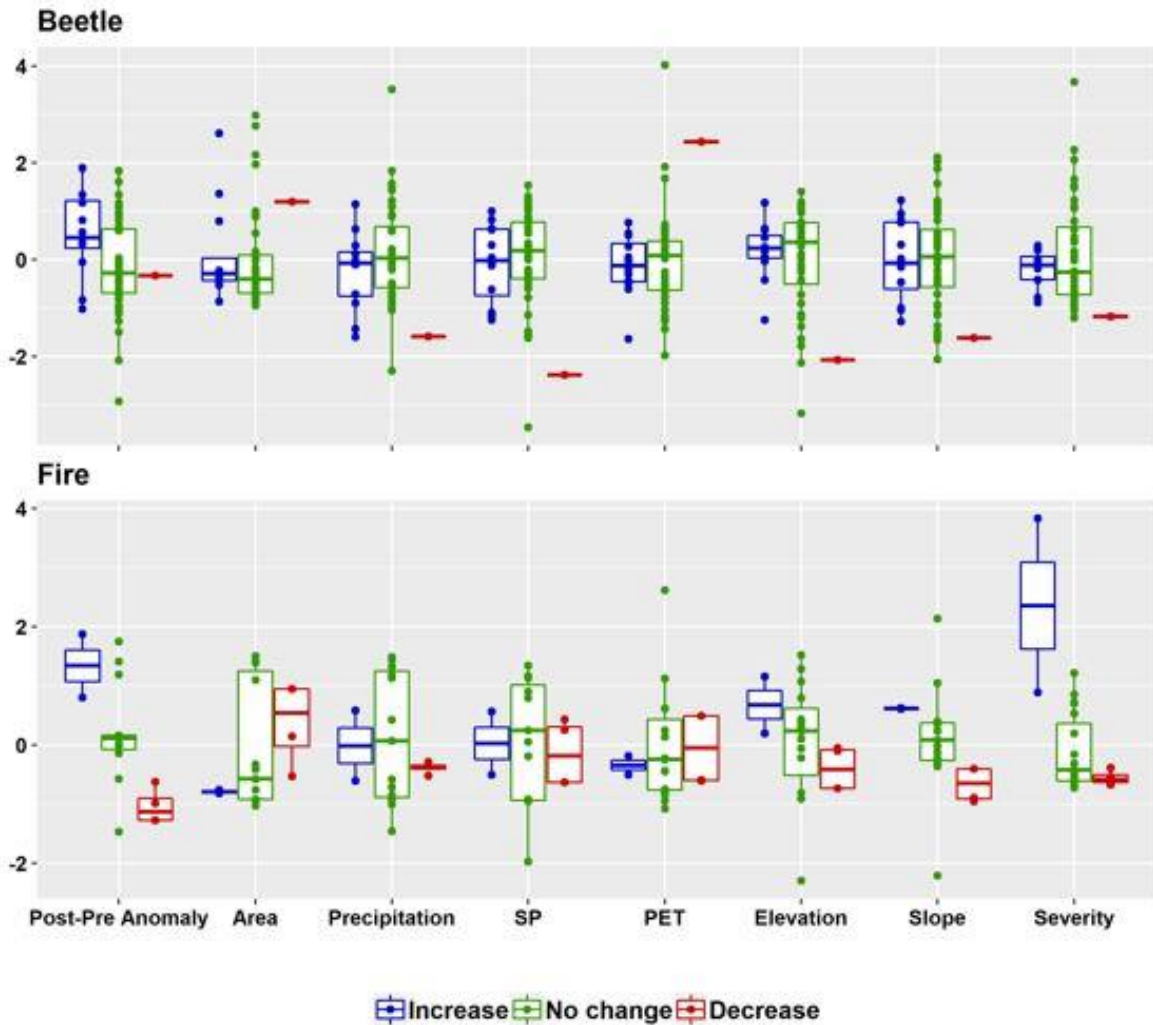 Beetle
4
2
0
-2
Fire
4
2
0
-2
Post-Pre Anomaly Area Precipitation SP PET Elevation Slope Severity
Increase No change Decrease